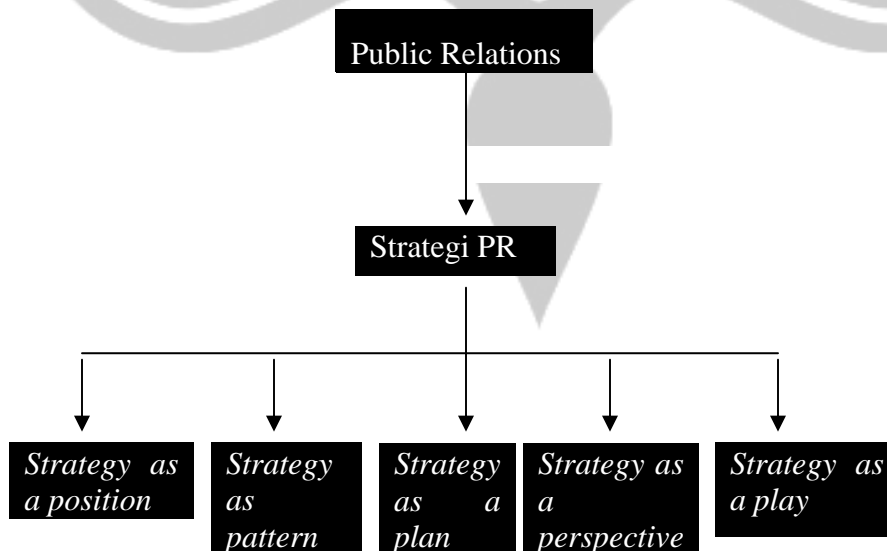 Public Relations
Strategi PR
Strategy as
a position
Strategy
as
pattern
Strategy
as a
plan
Strategy as
a
perspective
Strategy as
a play